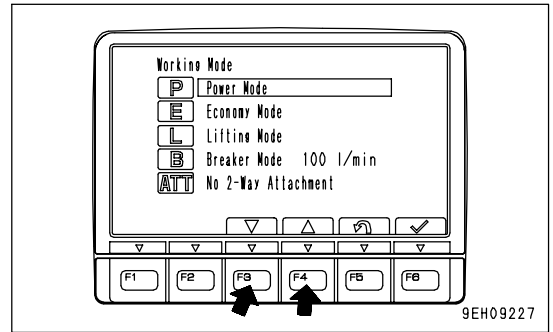 Working Mode
P Power Mode
E Economy Mode
L Lifting Mode
B Breaker Mode 100 l/min
ATT No 2-Way Attachment
F1 F2 F3 F4 F5 F6
9EH09227